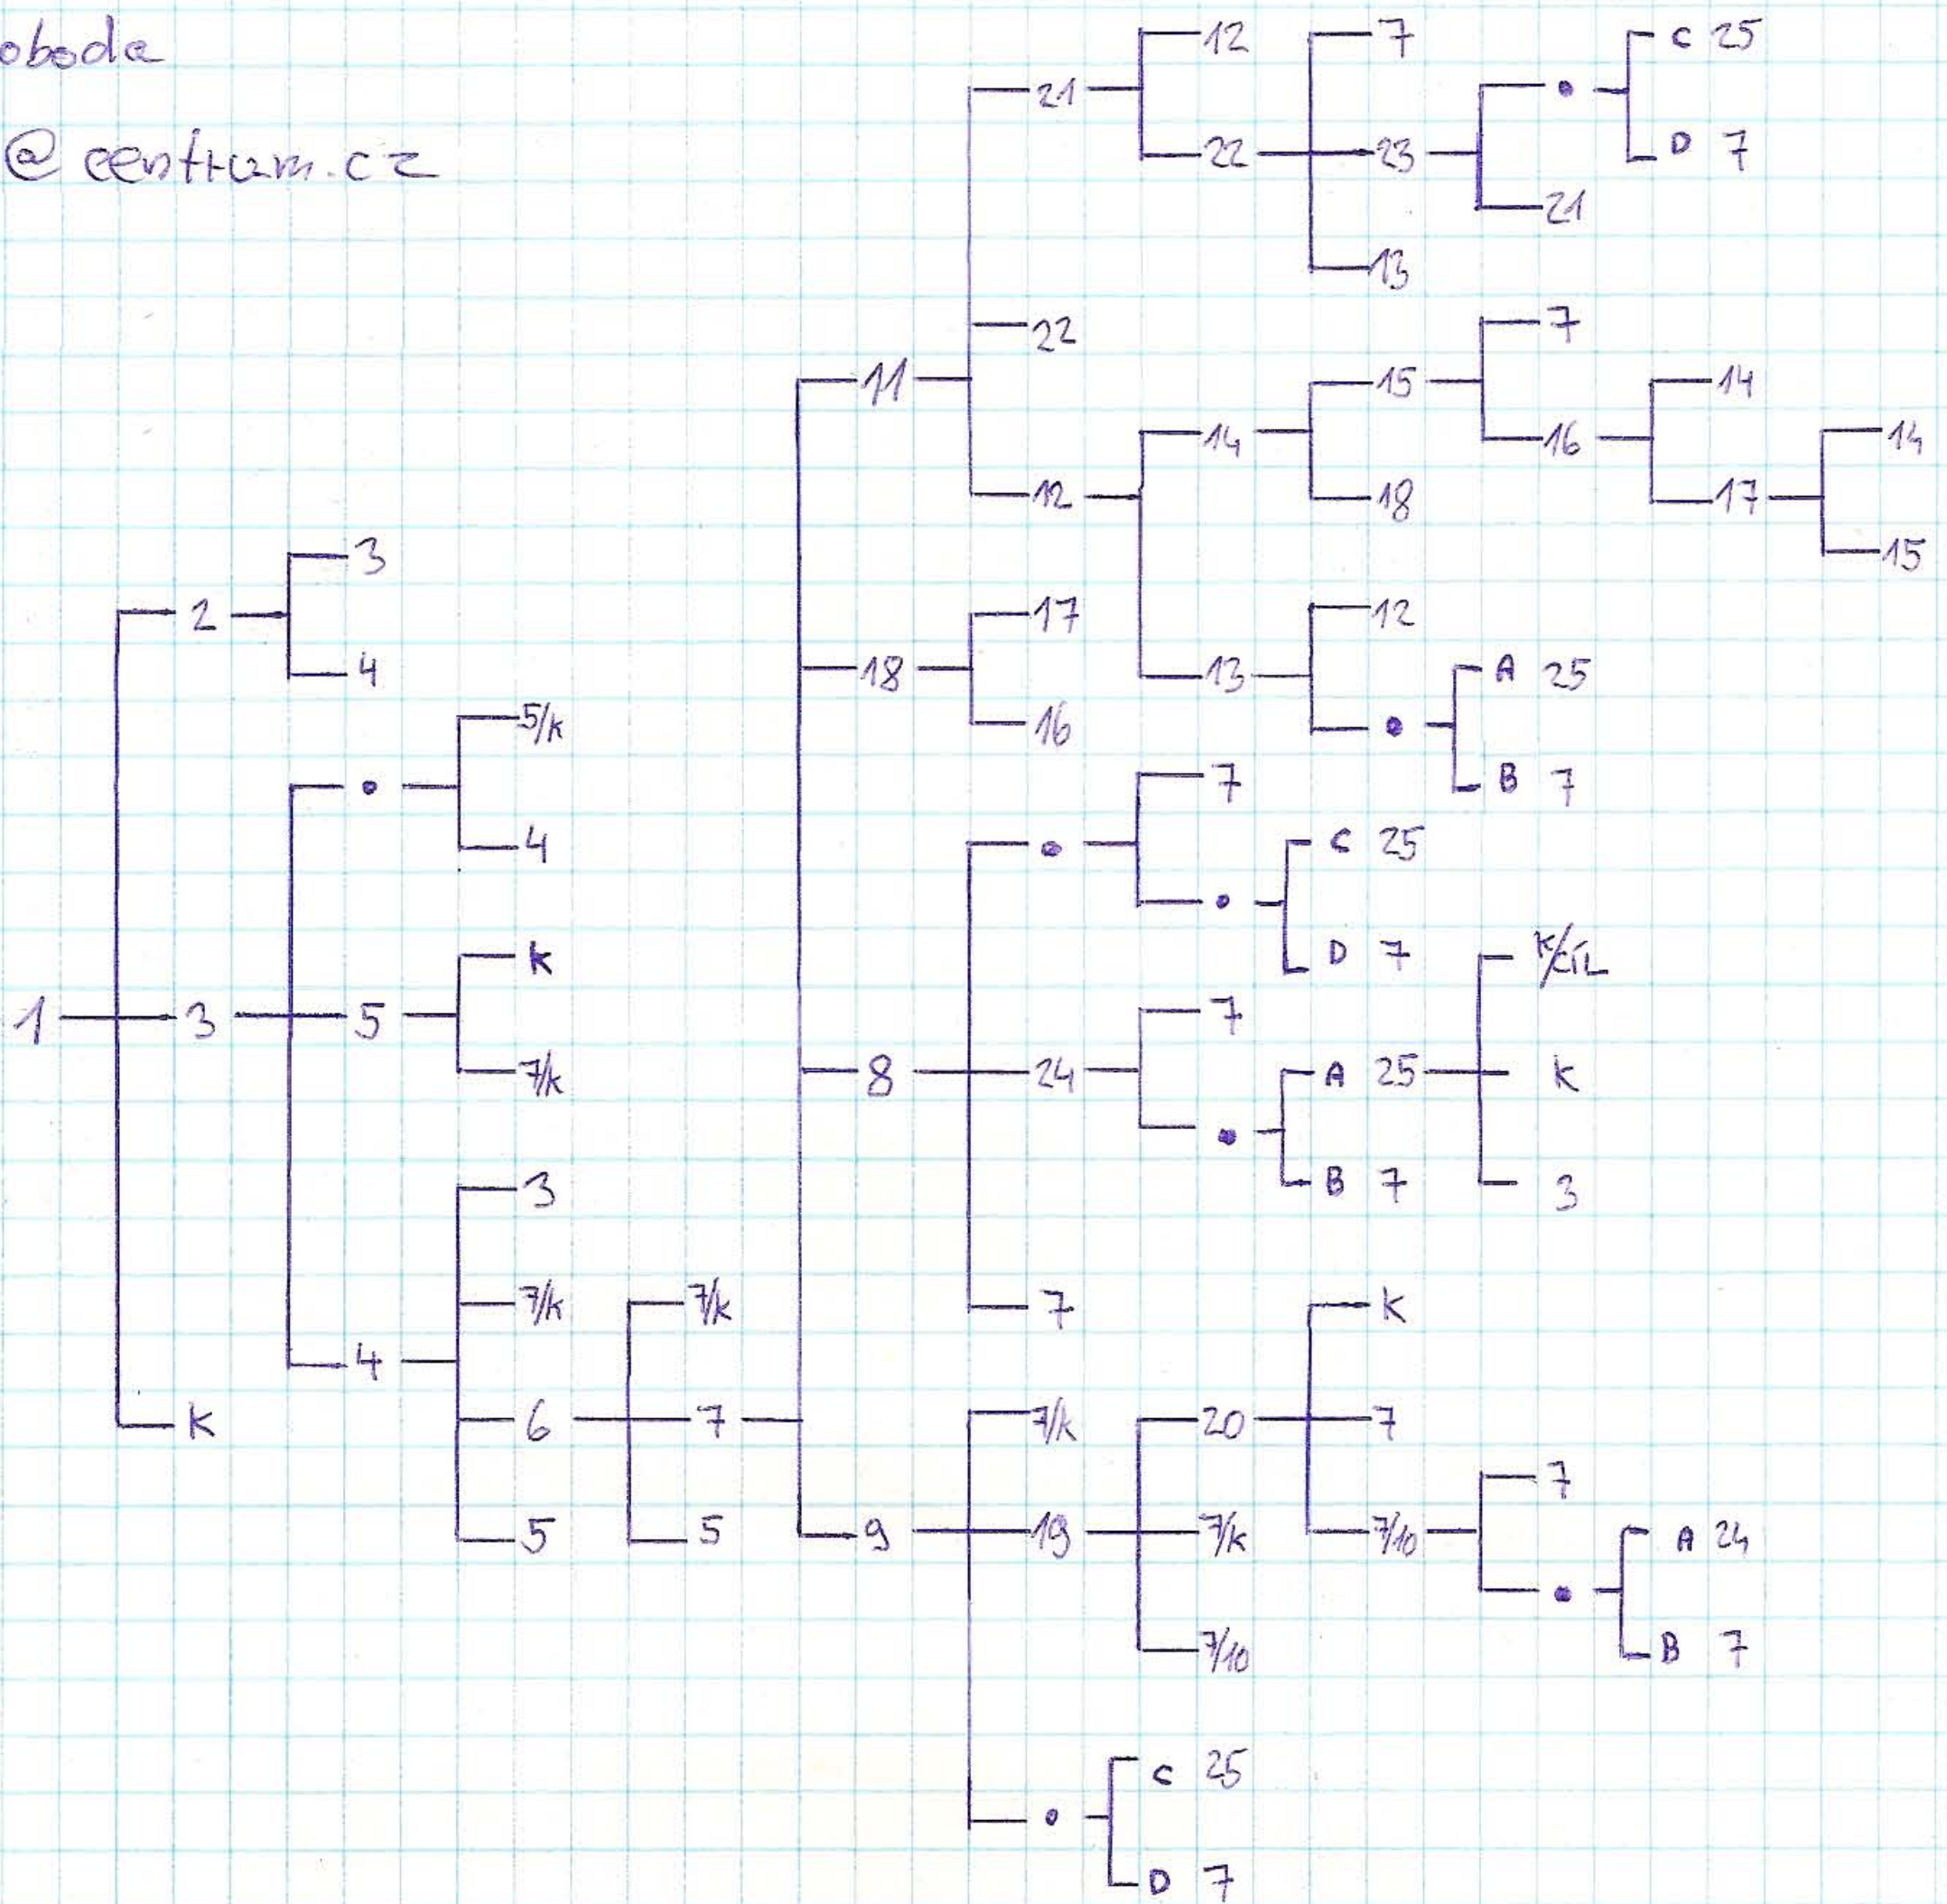 oboda
@centrum.cz
12 7 C 25
21
22 23 D 7
21
13
22 7
11 15 14
14 16 14
12 18 17
3 15
2 17 12
4 18 13 A 25
5/k 16
7 B 7
4 C 25
k D 7 k/CÍL
1 3 5 7
7/k 8 24 A 25 k
3 B 7 3
7/k 7/k 7 k
4
k 6 7 7/k 20 7
7
5 5 9 19 7/k 7/10 A 24
7/10 B 7
C 25
D 7